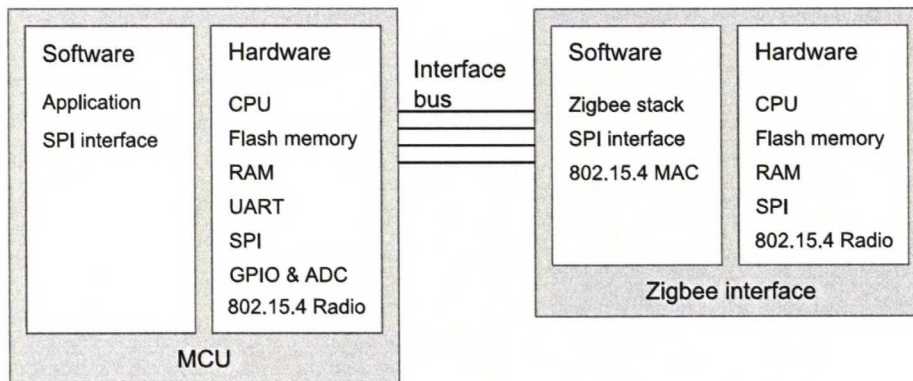 Software
Application
SPI interface
Hardware
CPU
Flash memory
RAM
UART
SPI
GPIO & ADC
802.15.4 Radio
MCU
Interface
bus
Software
Zigbee stack
SPI interface
802.15.4 MAC
Hardware
CPU
Flash memory
RAM
SPI
802.15.4 Radio
Zigbee interface